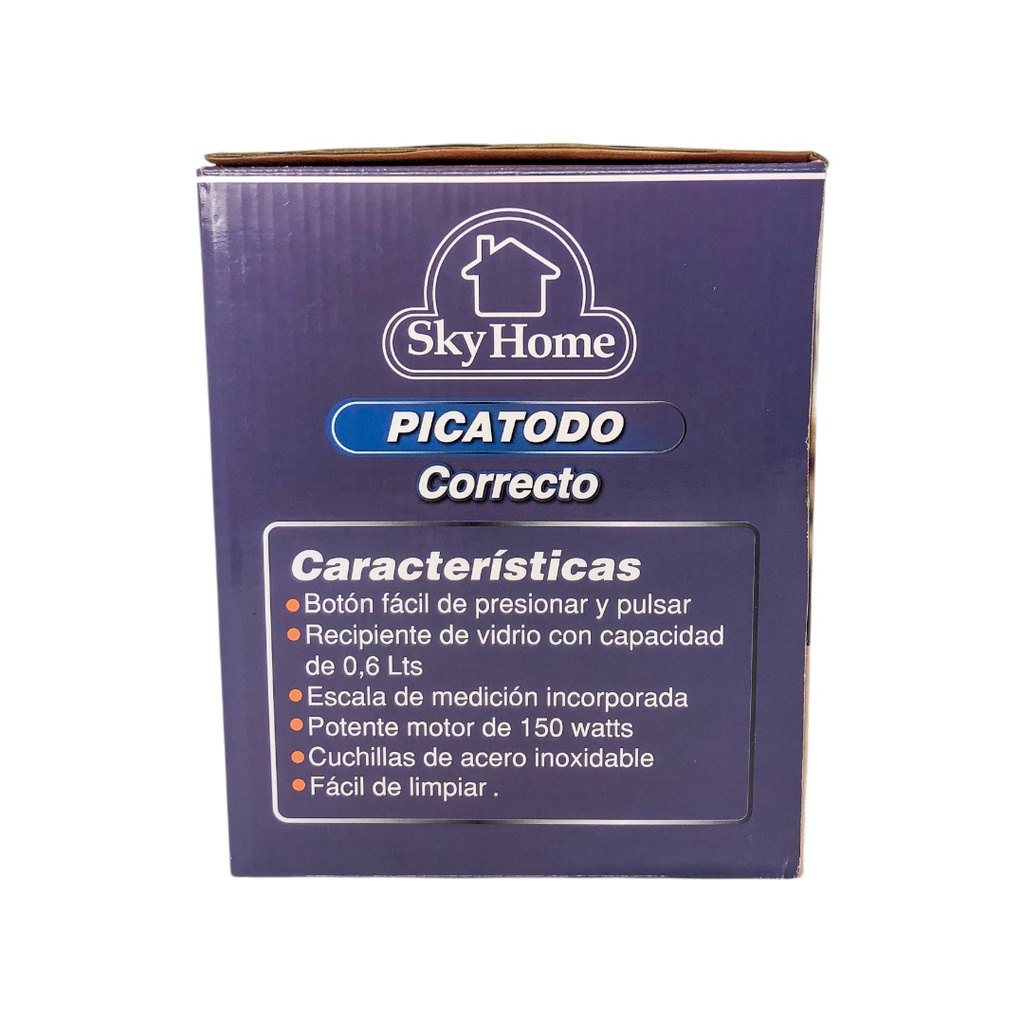 Sky Home
PICATODO
Correcto
Características
Botón fácil de presionar y pulsar
Recipiente de vidrio con capacidad
de 0,6 Lts
Escala de medición incorporada
Potente motor de 150 watts
Cuchillas de acero inoxidable
Fácil de limpiar .